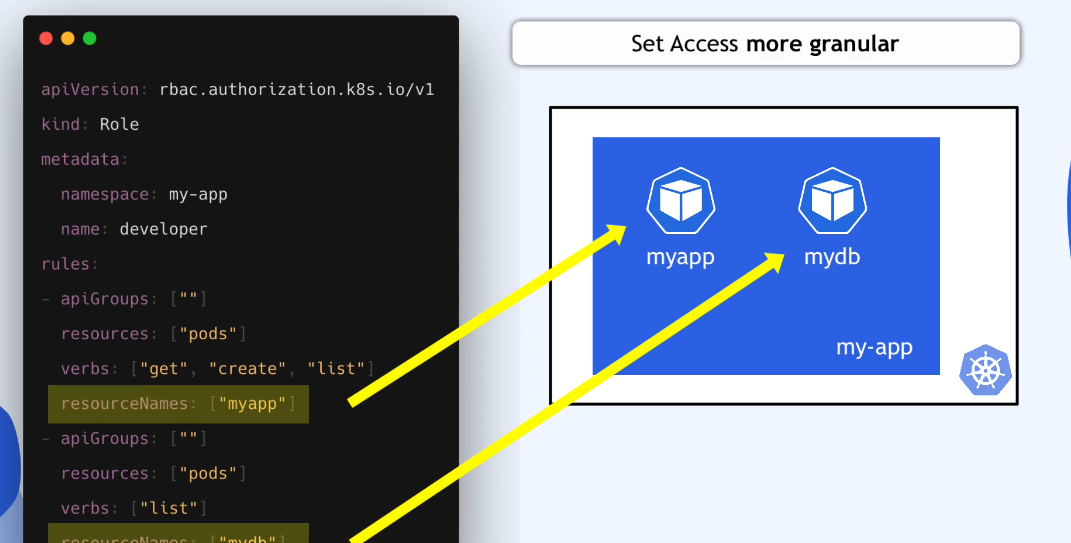 apiVersion: rbac.authorization.k8s.io/v1
kind: Role
metadata:
  namespace: my-app
  name: developer
rules:
- apiGroups: [""]
  resources: ["pods"]
  verbs: ["get", "create", "list"]
  resourceNames: ["myapp"]
- apiGroups: [""]
  resources: ["pods"]
  verbs: ["list"]
  resourceNames: ["mydb"]
Set Access more granular
myapp
mydb
my-app